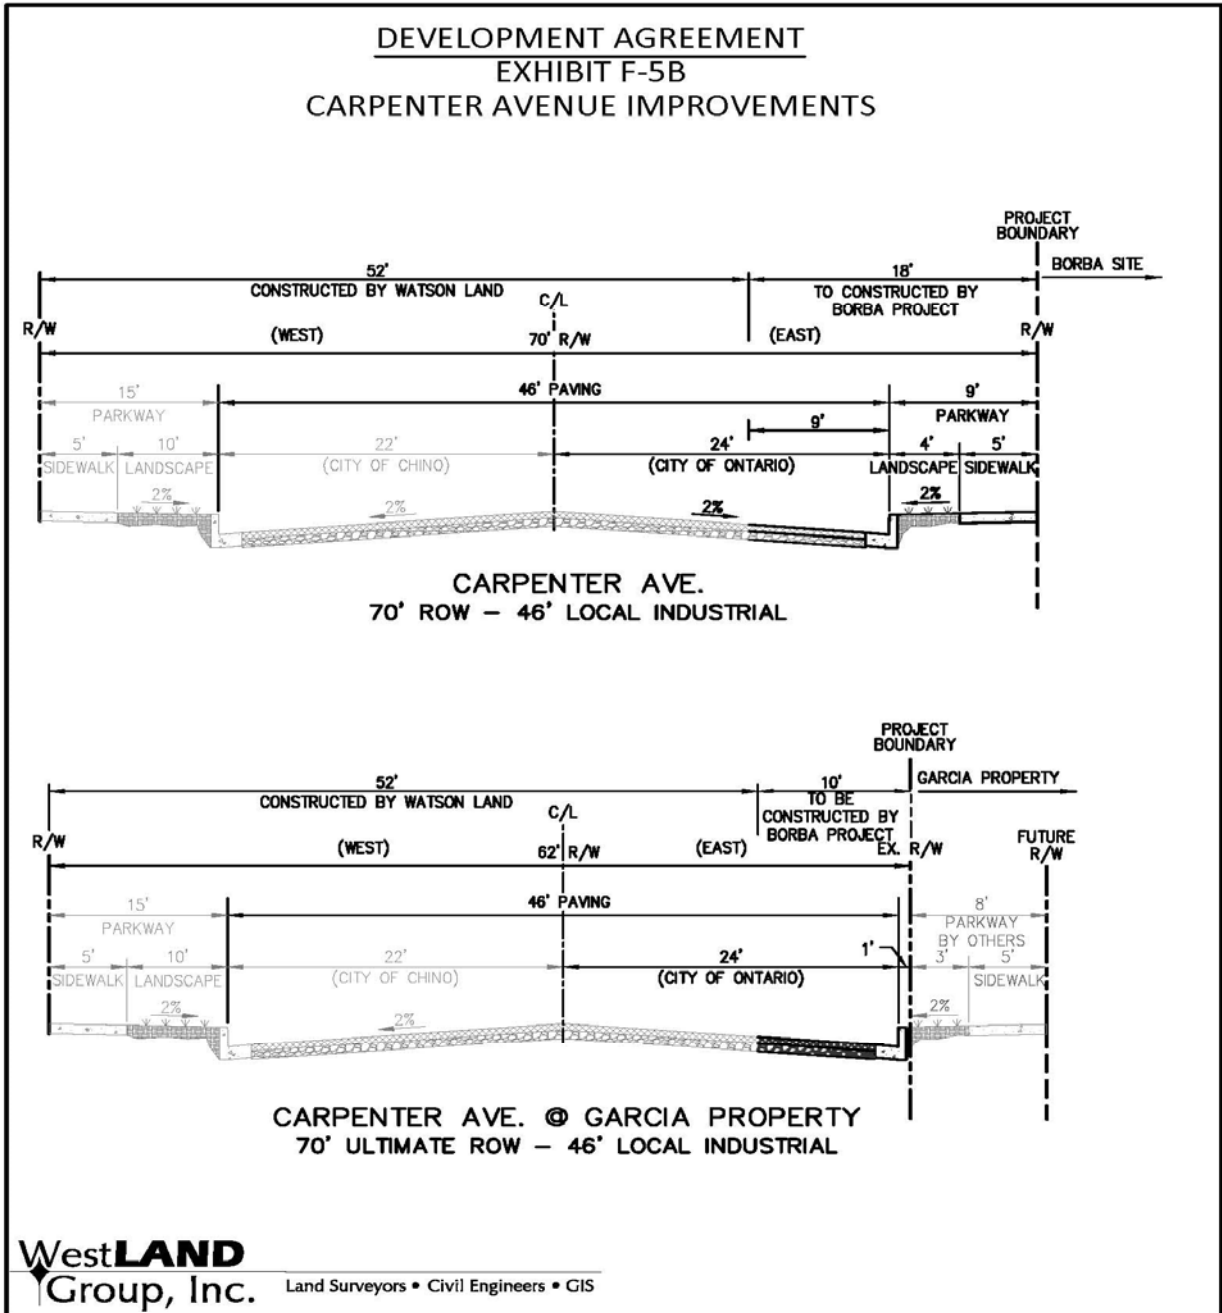 DEVELOPMENT AGREEMENT
EXHIBIT F-5B
CARPENTER AVENUE IMPROVEMENTS
PROJECT
BOUNDARY
52'
CONSTRUCTED BY WATSON LAND
18'
TO CONSTRUCTED BY
BORBA PROJECT
BORBA SITE
C/L
R/W
(WEST)
70' R/W
(EAST)
R/W
15'
PARKWAY
46' PAVING
9'
PARKWAY
9'
5'
SIDEWALK
10'
LANDSCAPE
22'
(CITY OF CHINO)
24'
(CITY OF ONTARIO)
4'
LANDSCAPE
5'
SIDEWALK
2%
2%
2%
2%
CARPENTER AVE.
70' ROW – 46' LOCAL INDUSTRIAL
PROJECT
BOUNDARY
52'
CONSTRUCTED BY WATSON LAND
10'
TO BE
CONSTRUCTED BY
BORBA PROJECT
GARCIA PROPERTY
C/L
R/W
(WEST)
62' R/W
(EAST)
EX. R/W
FUTURE
R/W
15'
PARKWAY
46' PAVING
8'
PARKWAY
BY OTHERS
1'
5'
SIDEWALK
10'
LANDSCAPE
22'
(CITY OF CHINO)
24'
(CITY OF ONTARIO)
3'
5'
SIDEWALK
2%
2%
2%
CARPENTER AVE. @ GARCIA PROPERTY
70' ULTIMATE ROW – 46' LOCAL INDUSTRIAL
WestLAND
Group, Inc.
Land Surveyors • Civil Engineers • GIS